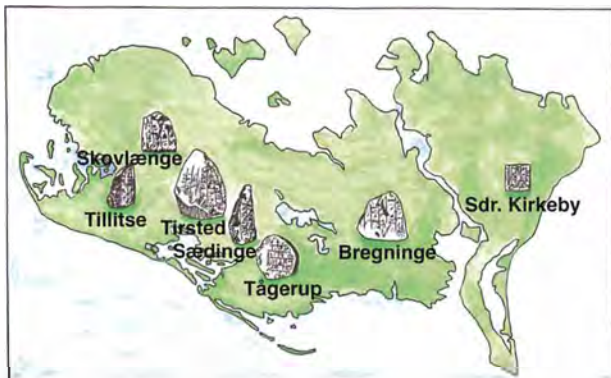 Skovlænge
Tillitse
Tirsted
Sædinge
Tågerup
Bregninge
Sdr. Kirkeby